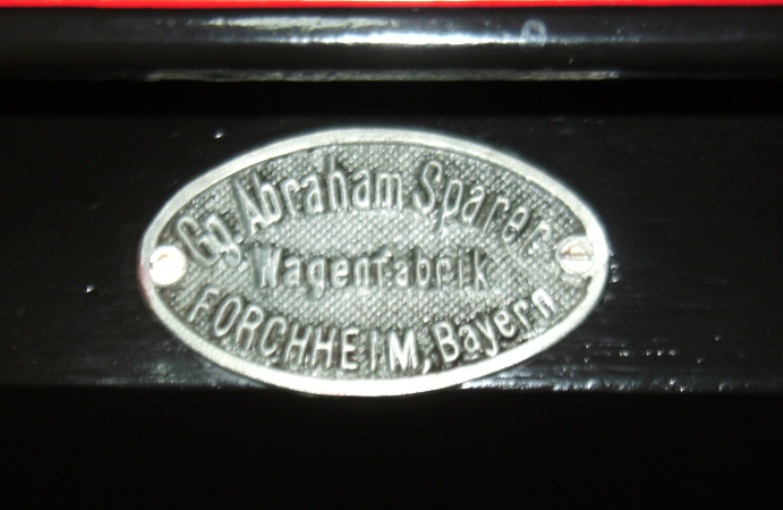 Gg. Abraham Sparer
Wagenfabrik
FORCHHEIM, Bayern